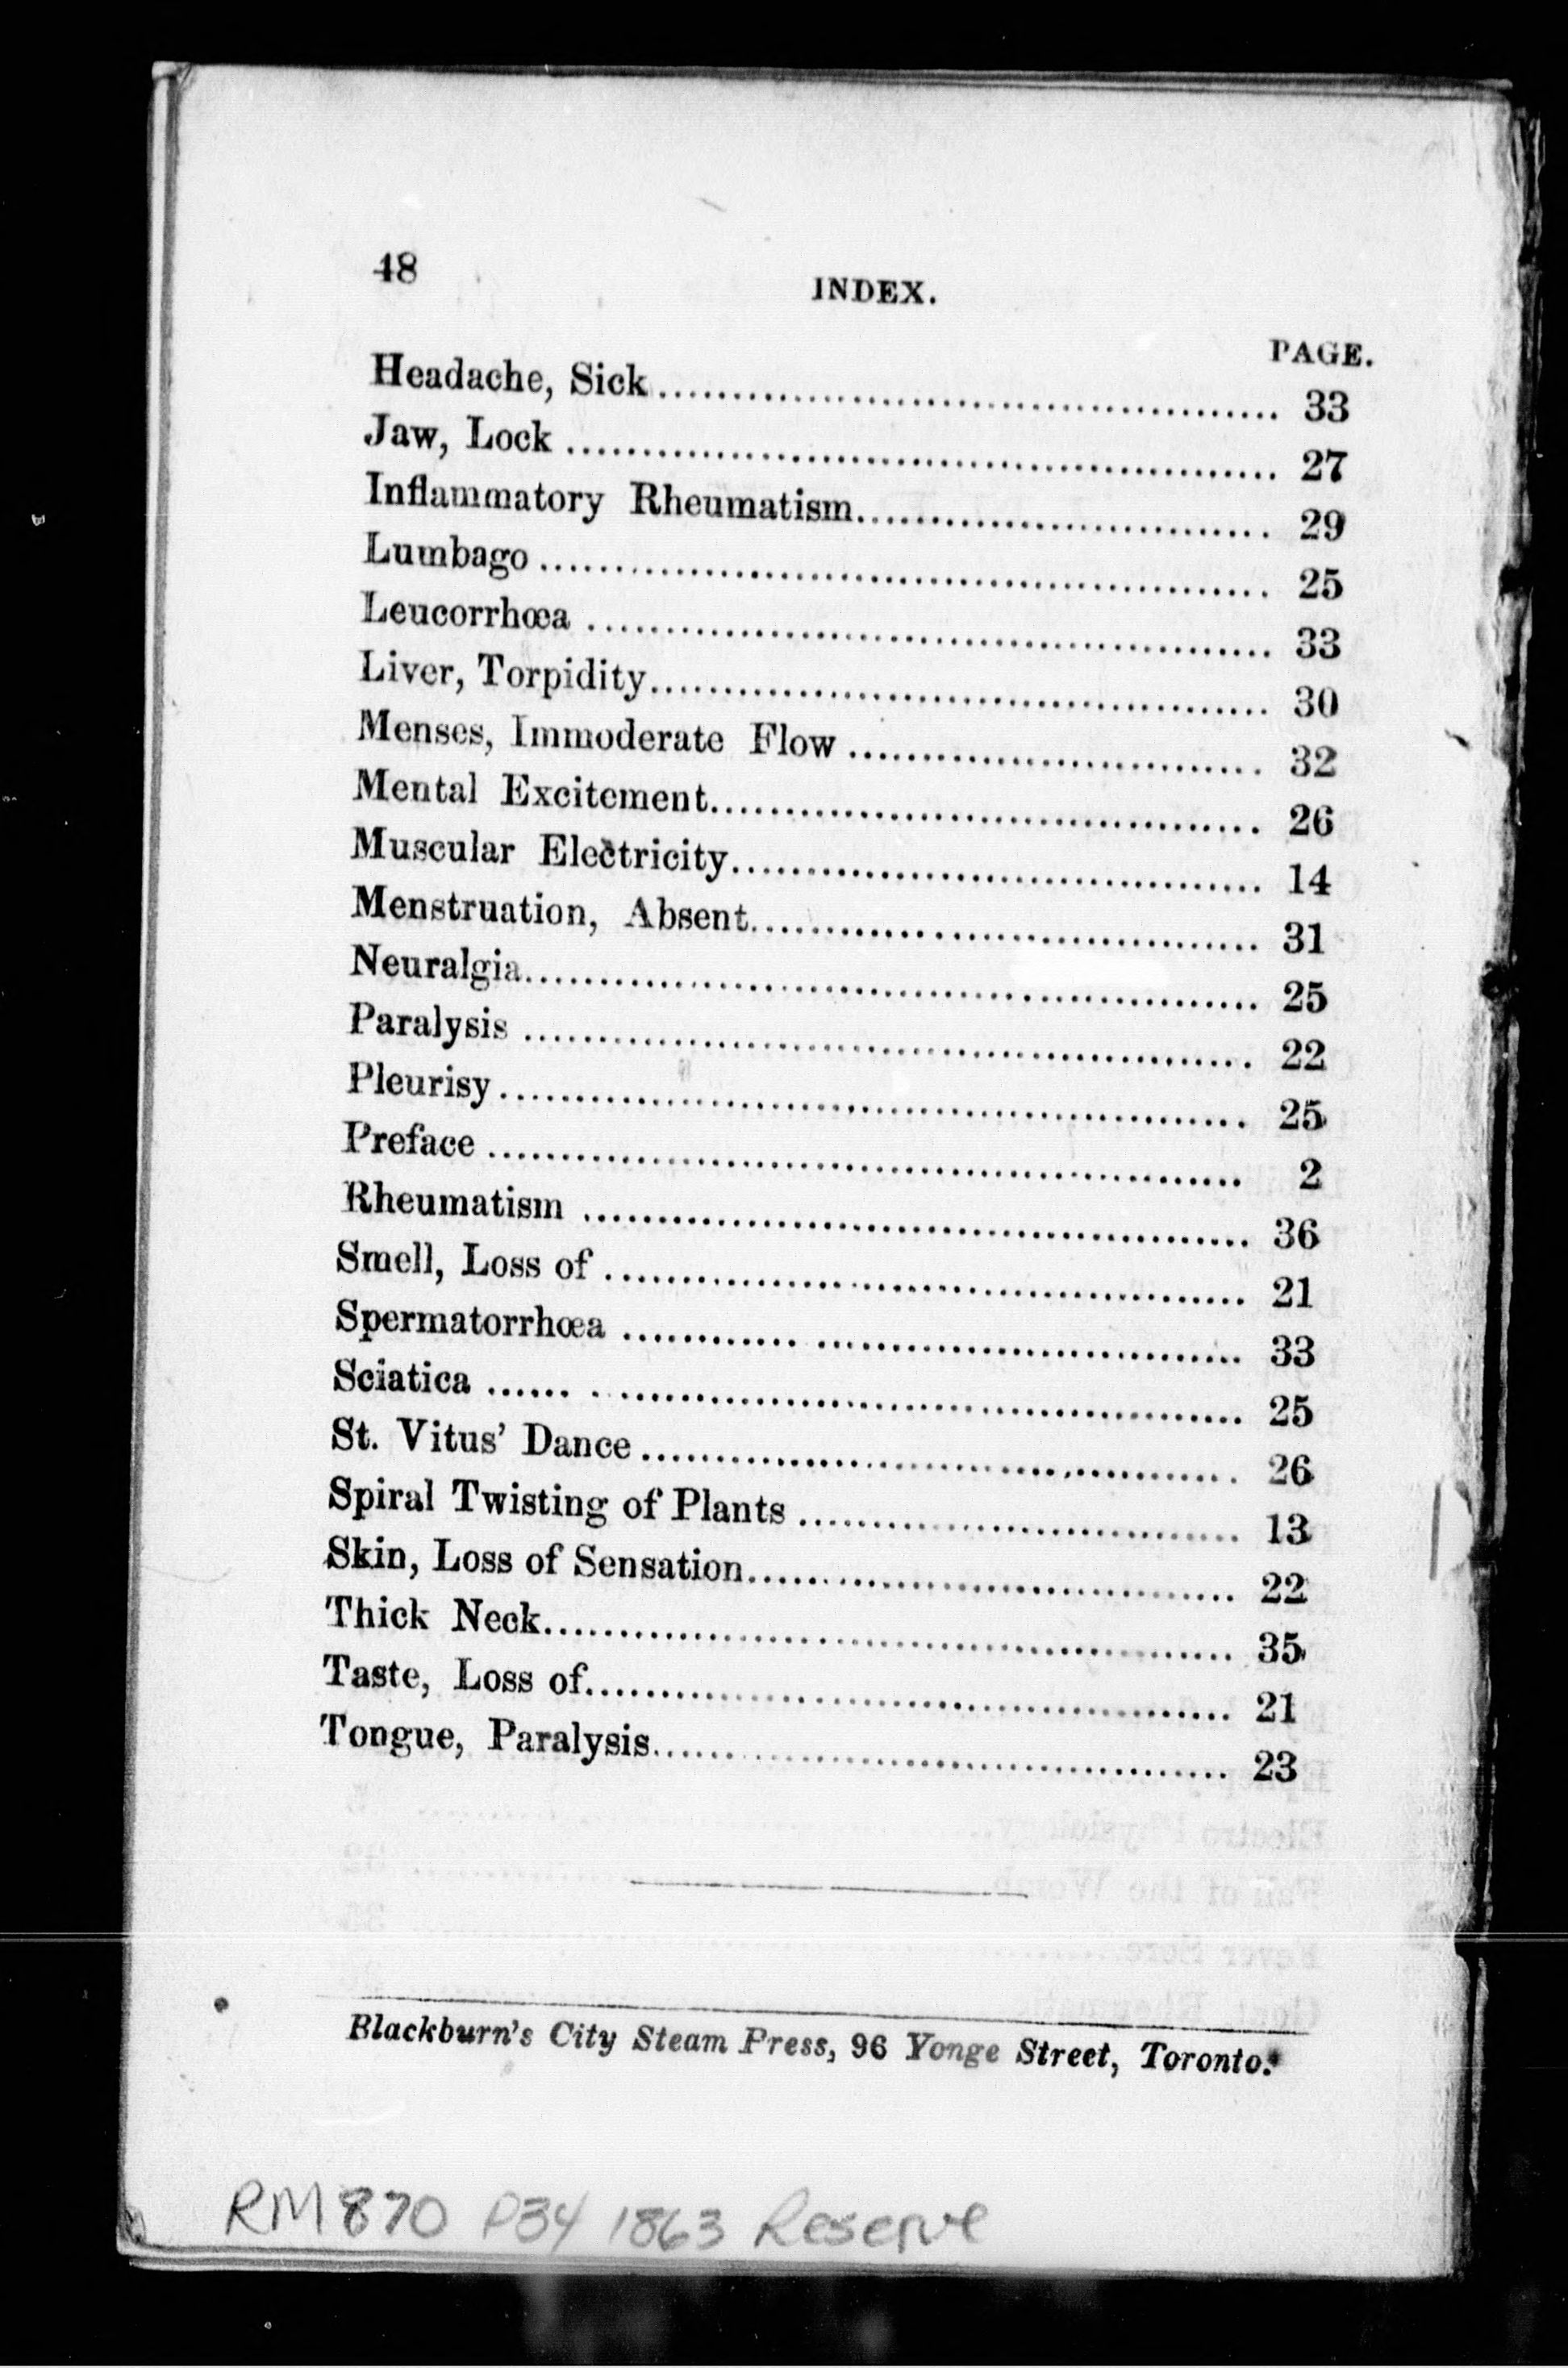 48
INDEX.
PAGE.
Headache, Sick........................................ 33
Jaw, Lock ........................................ 27
Inflammatory Rheumatism........................................ 29
Lumbago ........................................ 25
Leucorrhœa ........................................ 33
Liver, Torpidity........................................ 30
Menses, Immoderate Flow ........................................ 32
Mental Excitement........................................ 26
Muscular Electricity........................................ 14
Menstruation, Absent........................................ 31
Neuralgia........................................ 25
Paralysis ........................................ 22
Pleurisy........................................ 25
Preface ........................................ 2
Rheumatism ........................................ 36
Smell, Loss of ........................................ 21
Spermatorrhœa ........................................ 33
Sciatica ........................................ 25
St. Vitus' Dance ........................................ 26
Spiral Twisting of Plants ........................................ 13
Skin, Loss of Sensation........................................ 22
Thick Neck........................................ 35
Taste, Loss of........................................ 21
Tongue, Paralysis........................................ 23
Blackburn's City Steam Press, 96 Yonge Street, Toronto.
RM870 P34 1863 Reserve